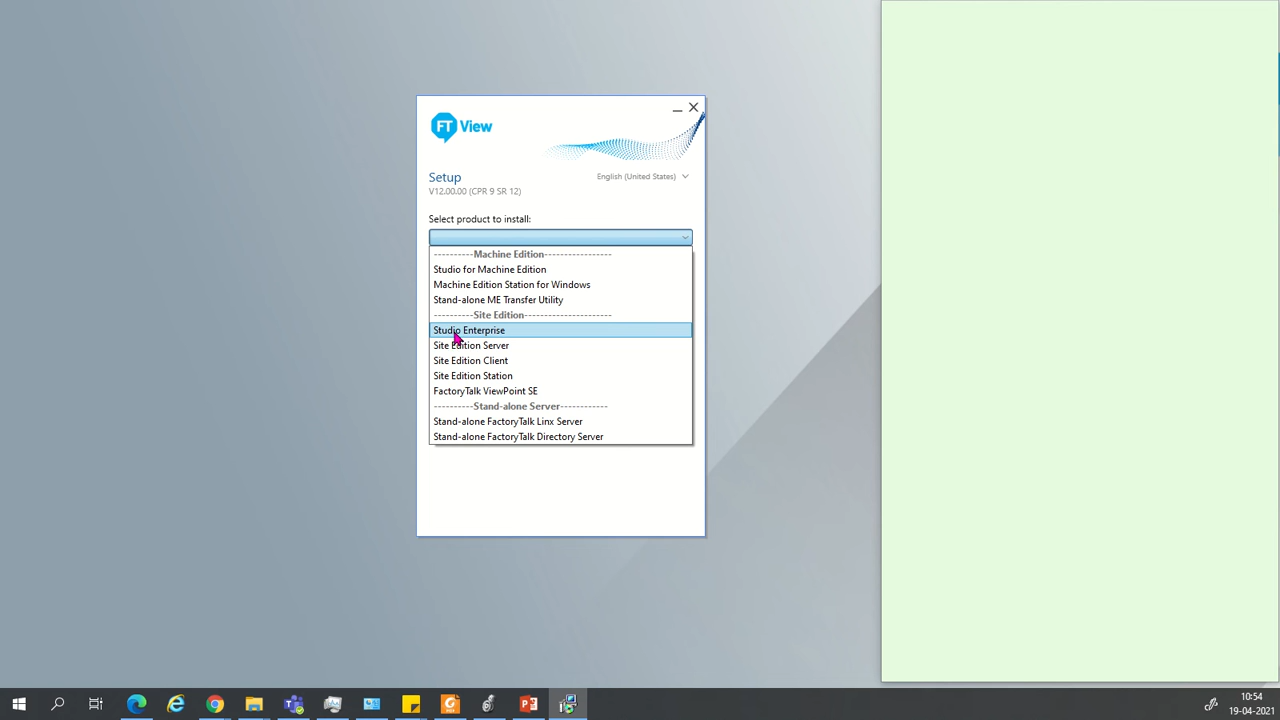 FT View
Setup
English (United States)
V12.00.00 (CPR 9 SR 12)
Select product to install:
----------Machine Edition-----------------
Studio for Machine Edition
Machine Edition Station for Windows
Stand-alone ME Transfer Utility
----------Site Edition----------------------
Studio Enterprise
Site Edition Server
Site Edition Client
Site Edition Station
FactoryTalk ViewPoint SE
----------Stand-alone Server------------
Stand-alone FactoryTalk Linx Server
Stand-alone FactoryTalk Directory Server
10:54
19-04-2021